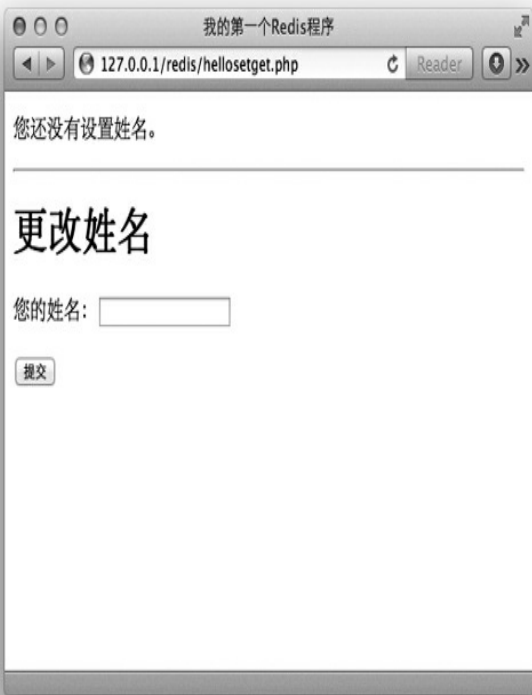 我的第一个Redis程序
127.0.0.1/redis/hellosetget.php
Reader
您还没有设置姓名。
更改姓名
您的姓名：
提交